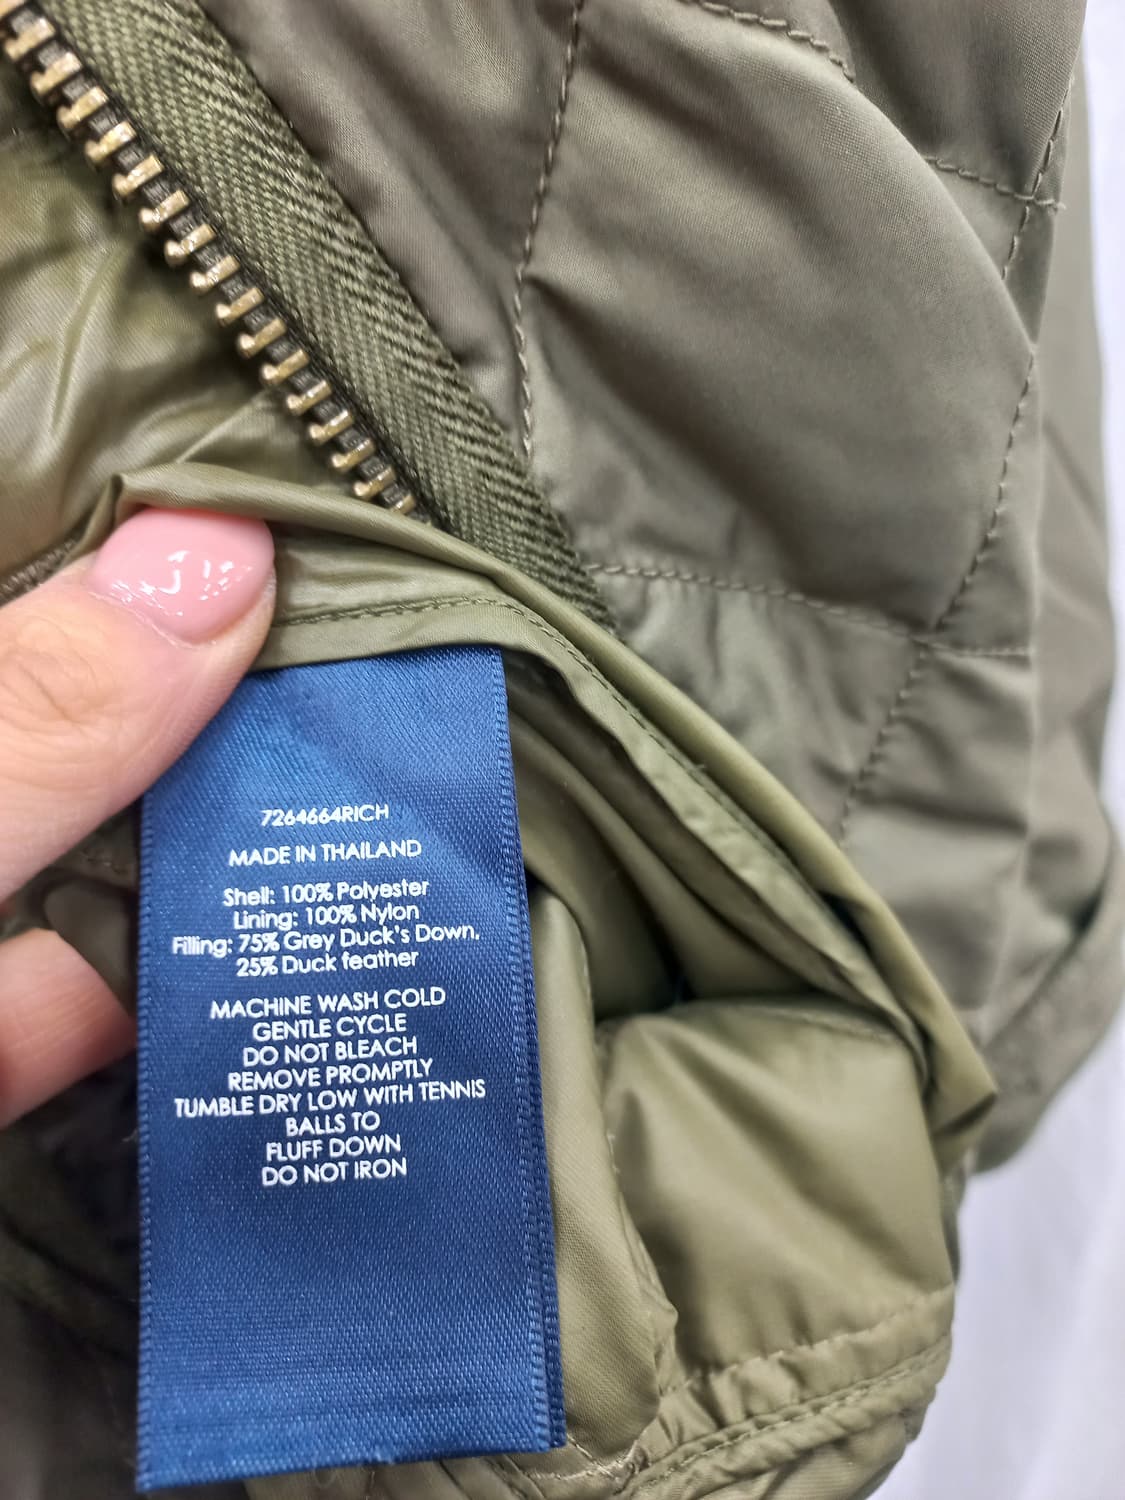 7264664RICH
MADE IN THAILAND
Shell: 100% Polyester
Lining: 100% Nylon
Filling: 75% Grey Duck's Down,
25% Duck feather
MACHINE WASH COLD
GENTLE CYCLE
DO NOT BLEACH
REMOVE PROMPTLY
TUMBLE DRY LOW WITH TENNIS
BALLS TO
FLUFF DOWN
DO NOT IRON